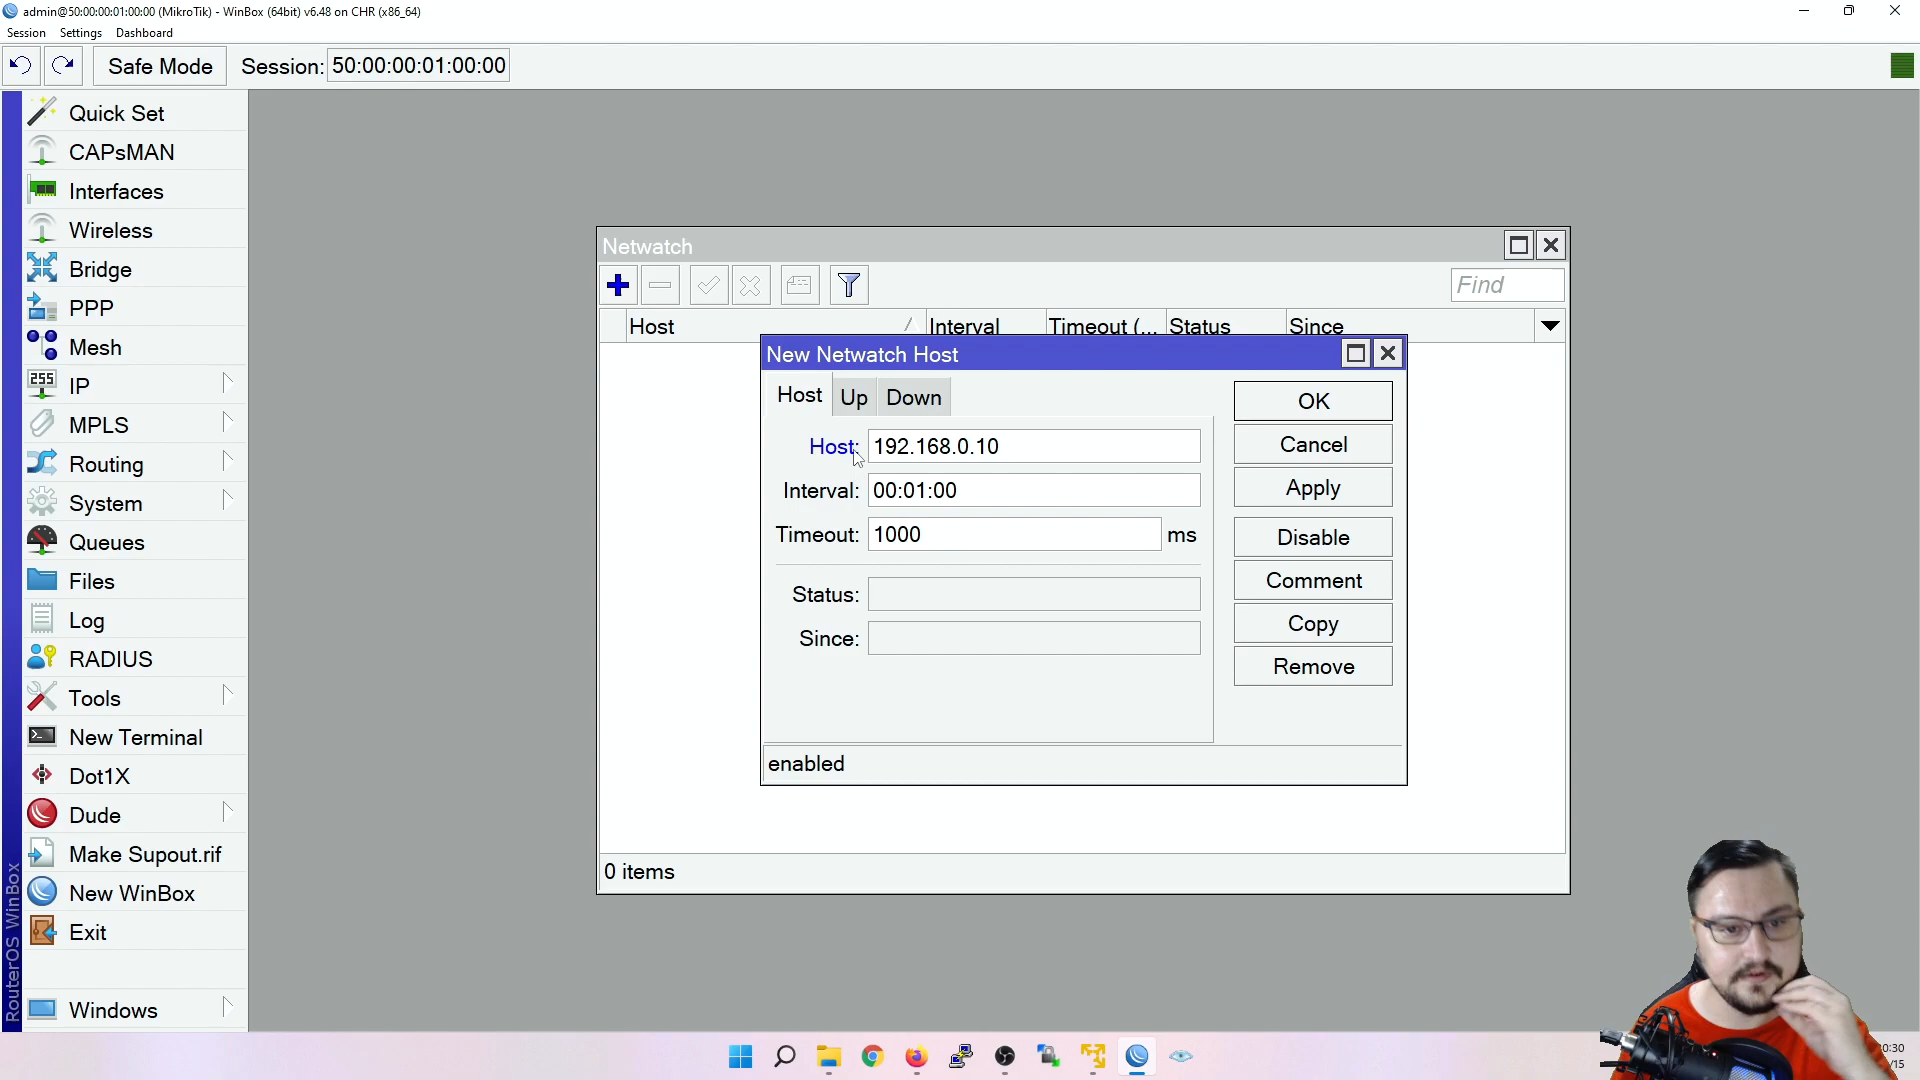 admin@50:00:00:01:00:00 (MikroTik) - WinBox (64bit) v6.48 on CHR (x86_64)
Session Settings Dashboard
Safe Mode Session: 50:00:00:01:00:00
Quick Set
CAPsMAN
Interfaces
Wireless
Bridge
PPP
Mesh
255 IP
MPLS
Routing
System
Queues
Files
Log
RADIUS
Tools
New Terminal
Dot1X
Dude
Make Supout.rif
New WinBox
Exit
Windows
RouterOS WinBox
Netwatch
Find
Host Interval Timeout (... Status Since
New Netwatch Host
Host Up Down
Host: 192.168.0.10
Interval: 00:01:00
Timeout: 1000 ms
Status:
Since:
OK
Cancel
Apply
Disable
Comment
Copy
Remove
enabled
0 items